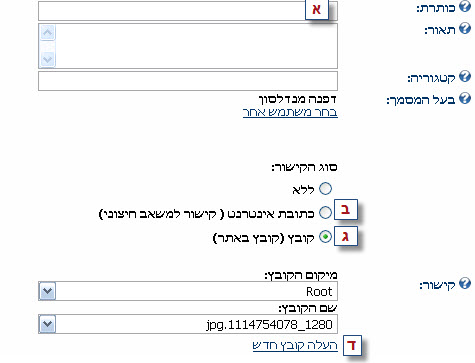 כותרת: א
תאור:
קטגוריה:
בעל המסמך: דפנה מנדלסון
בחר משתמש אחר
סוג הקישור:
ללא
כתובת אינטרנט ( קישור למשאב חיצוני) ב
קובץ (קובץ באתר) ג
מיקום הקובץ:
קישור: Root
שם הקובץ:
jpg.1114754078_1280
העלה קובץ חדש ד